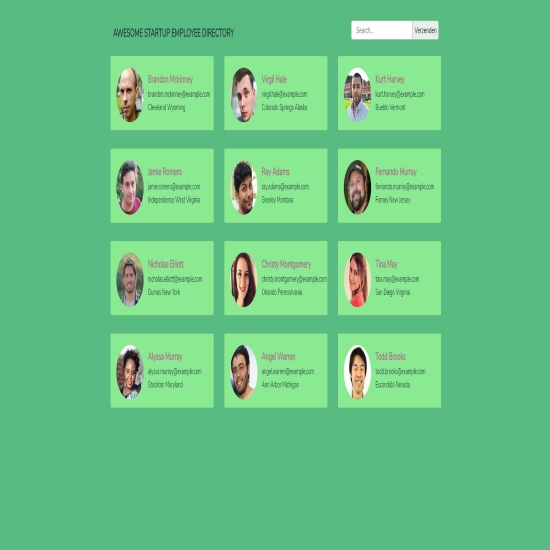 AWESOME STARTUP EMPLOYEE DIRECTORY
Search...
Verzenden
Brandon Mckinney
brandon.mckinney@example.com
Cleveland Wyoming
Virgil Hale
virgil.hale@example.com
Colorado Springs Alaska
Kurt Harvey
kurt.harvey@example.com
Pueblo Vermont
Jamie Romero
jamie.romero@example.com
Independence West Virginia
Ray Adams
ray.adams@example.com
Greeley Montana
Fernando Murray
fernando.murray@example.com
Forney New Jersey
Nicholas Elliott
nicholas.elliott@example.com
Dumas New York
Christy Montgomery
christy.montgomery@example.com
Orlando Pennsylvania
Tina May
tina.may@example.com
San Diego Virginia
Alyssa Murray
alyssa.murray@example.com
Stockton Maryland
Angel Warren
angel.warren@example.com
Ann Arbor Michigan
Todd Brooks
todd.brooks@example.com
Escondido Nevada